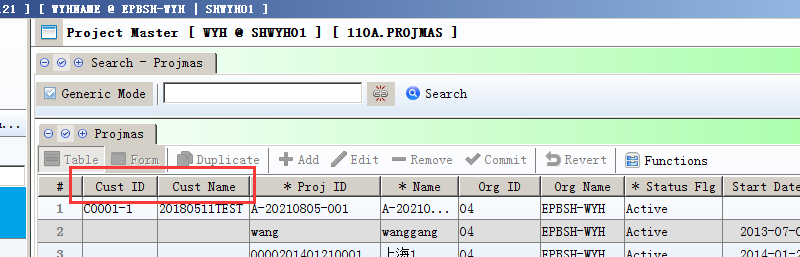 121 ] [ WYHNAME @ EPBSH-WYH | SHWYH01 ]
Project Master [ WYH @ SHWYH01 ] [ 110A.PROJMAS ]
Search - Projmas
Generic Mode Search
Projmas
Table Form Duplicate Add Edit Remove Commit Revert Functions
# Cust ID Cust Name * Proj ID * Name Org ID Org Name * Status Flg Start Date
1 C0001-1 20180511TEST A-20210805-001 A-20210... 04 EPBSH-WYH Active
2 wang wanggang 04 EPBSH-WYH Active 2013-07-0
3 0000201401210001 上海1 04 EPBSH-WYH Active 2014-01-2